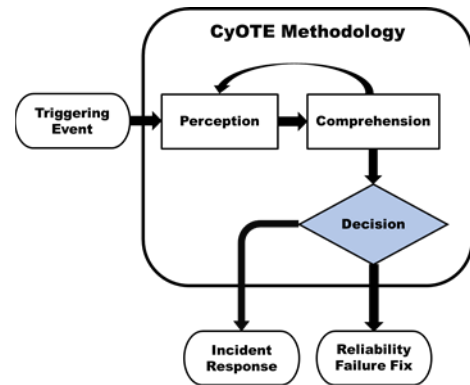 CyOTE Methodology
Triggering
Event
Perception
Comprehension
Decision
Incident
Response
Reliability
Failure Fix